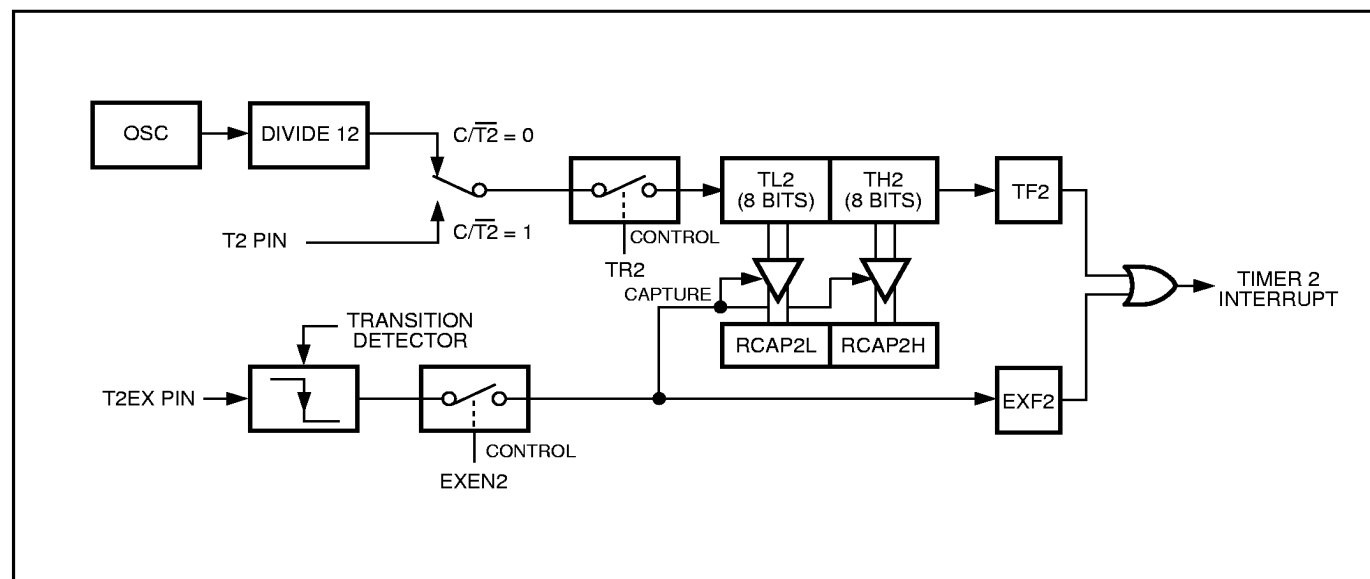 OSC
DIVIDE 12
C/T2̅ = 0
TL2
(8 BITS)
TH2
(8 BITS)
TF2
T2 PIN
C/T2̅ = 1
CONTROL
TR2
CAPTURE
TIMER 2
INTERRUPT
TRANSITION
DETECTOR
RCAP2L
RCAP2H
T2EX PIN
EXF2
CONTROL
EXEN2